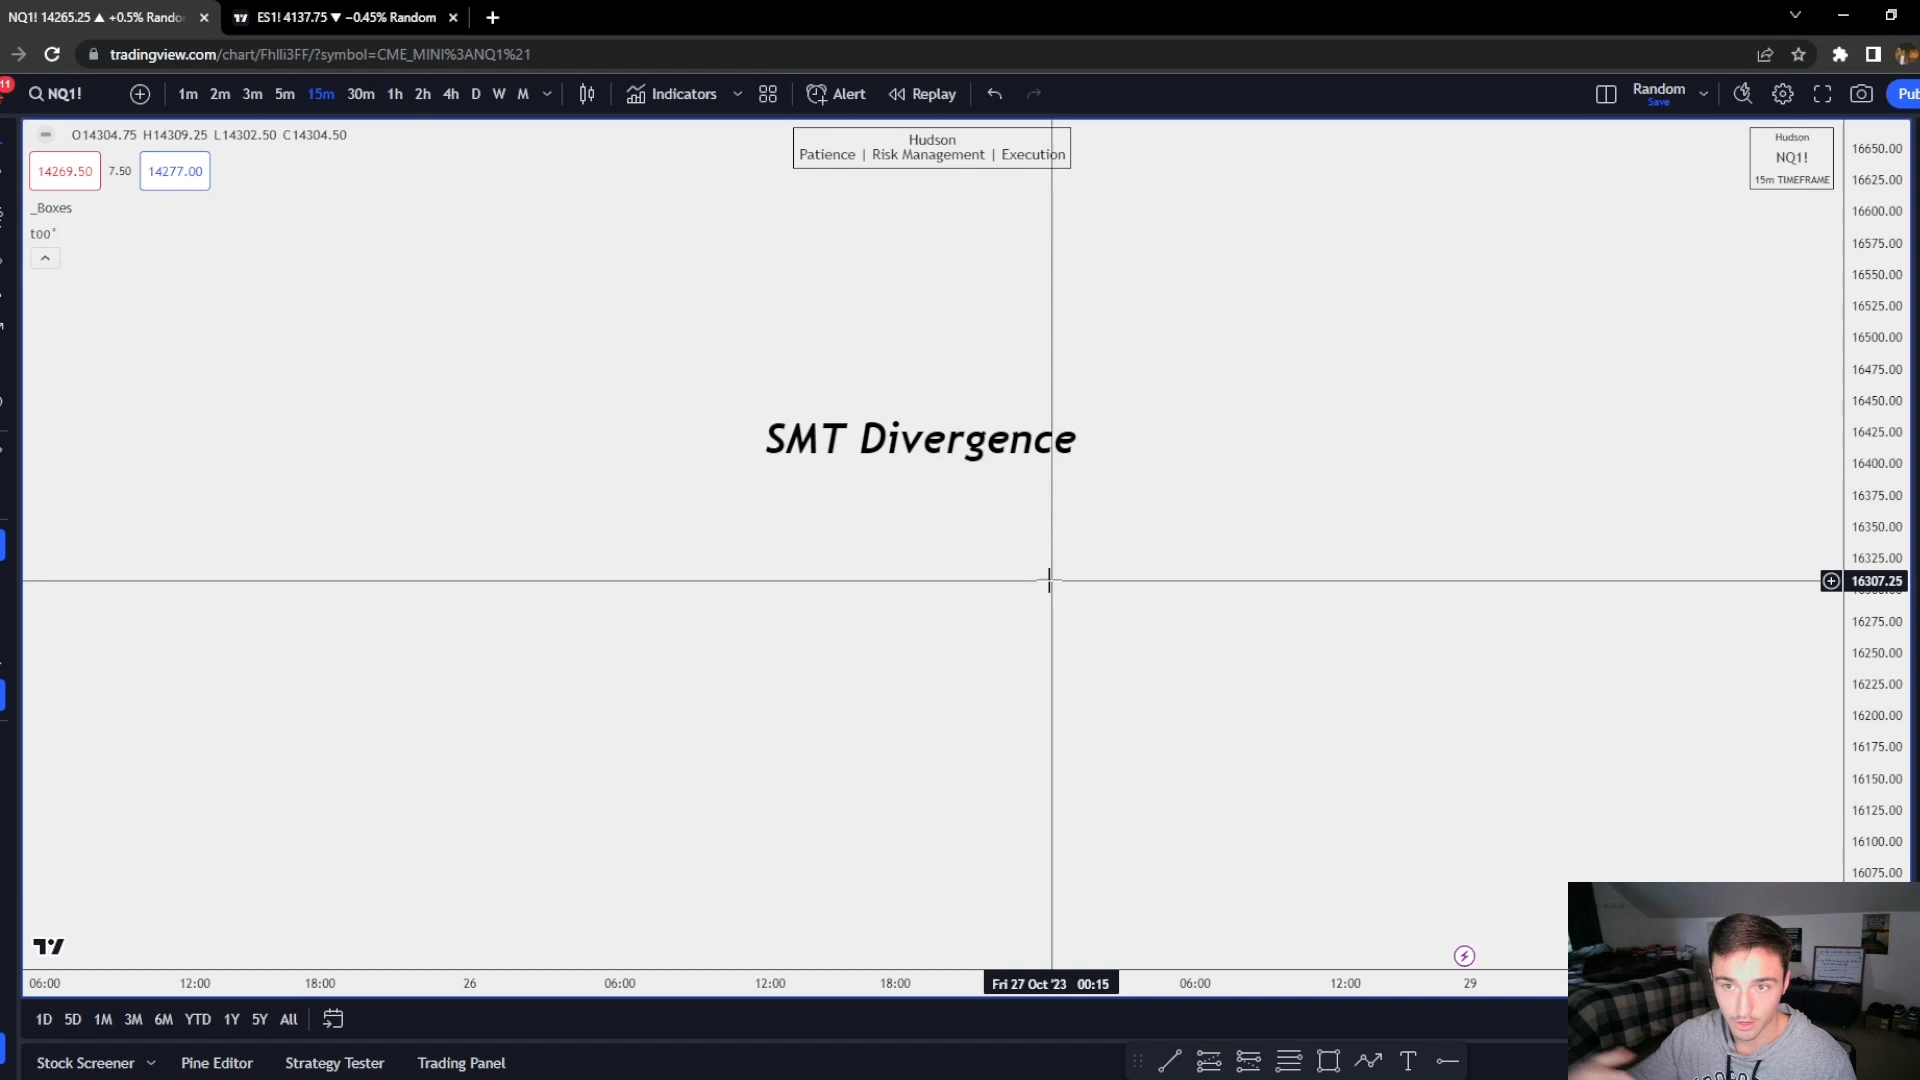 NQ1! 14265.25 ▲ +0.5% Rando
ES1! 4137.75 ▼ −0.45% Random
tradingview.com/chart/Fhlli3FF/?symbol=CME_MINI%3ANQ1%21
11
NQ1!
1m 2m 3m 5m 15m 30m 1h 2h 4h D W M
Indicators
Alert
Replay
Random
Save
Pub
O14304.75 H14309.25 L14302.50 C14304.50
14269.50 7.50 14277.00
_Boxes
too°
Hudson
Patience | Risk Management | Execution
Hudson
NQ1!
15m TIMEFRAME
SMT Divergence
16650.00
16625.00
16600.00
16575.00
16550.00
16525.00
16500.00
16475.00
16450.00
16425.00
16400.00
16375.00
16350.00
16325.00
16307.25
16275.00
16250.00
16225.00
16200.00
16175.00
16150.00
16125.00
16100.00
16075.00
06:00 12:00 18:00 26 06:00 12:00 18:00 Fri 27 Oct '23 00:15 06:00 12:00 29
1D 5D 1M 3M 6M YTD 1Y 5Y All
Stock Screener Pine Editor Strategy Tester Trading Panel